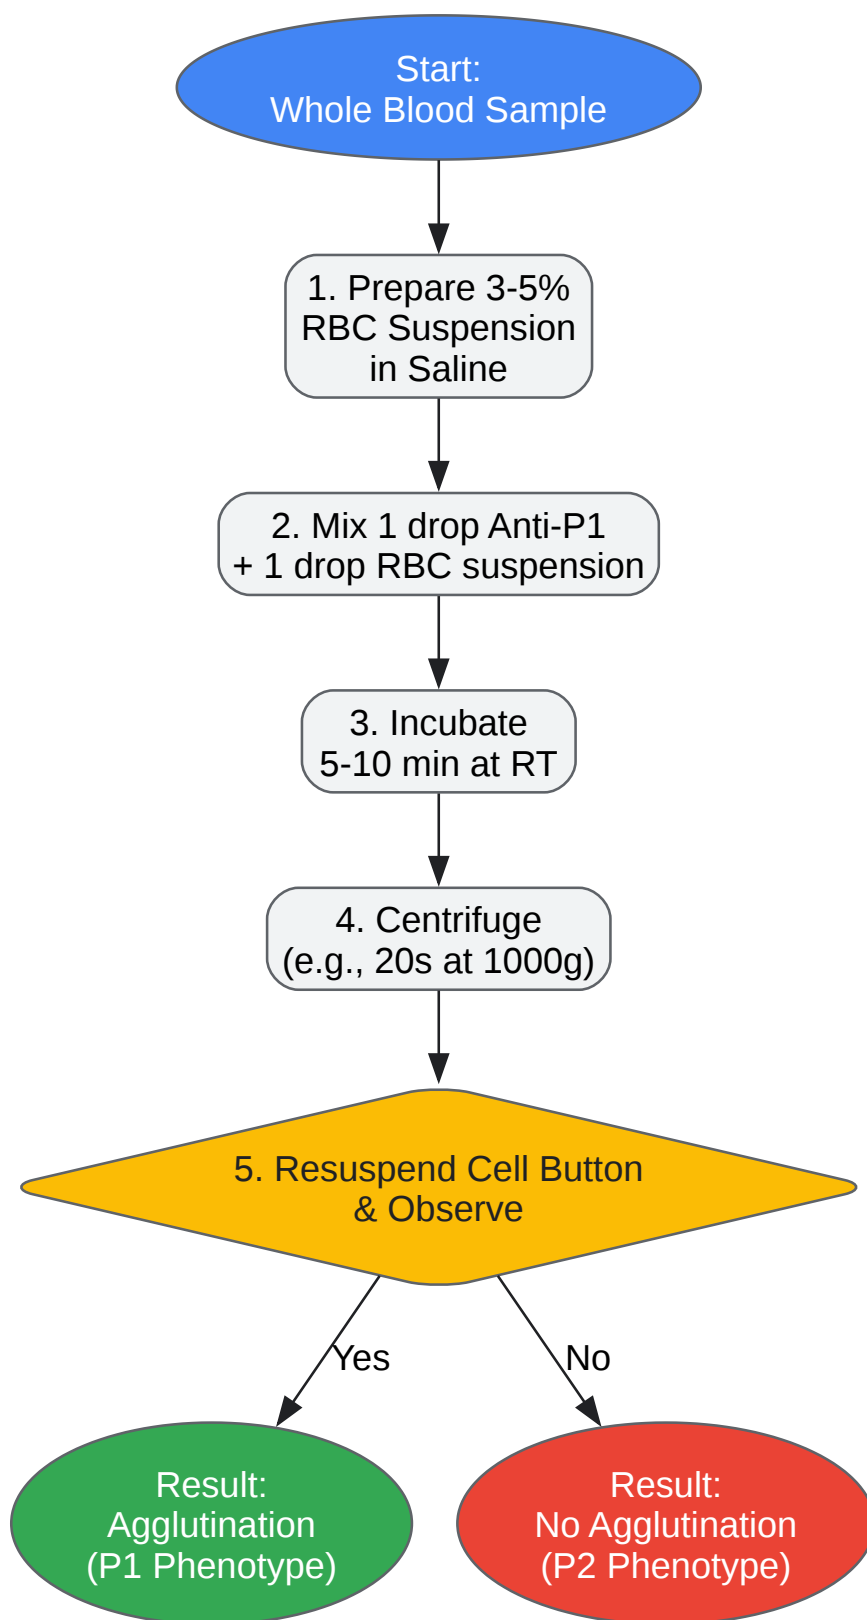 Start:
Whole Blood Sample
1. Prepare 3-5%
RBC Suspension
in Saline
2. Mix 1 drop Anti-P1
+ 1 drop RBC suspension
3. Incubate
5-10 min at RT
4. Centrifuge
(e.g., 20s at 1000g)
5. Resuspend Cell Button
& Observe
Yes
No
Result:
Agglutination
(P1 Phenotype)
Result:
No Agglutination
(P2 Phenotype)